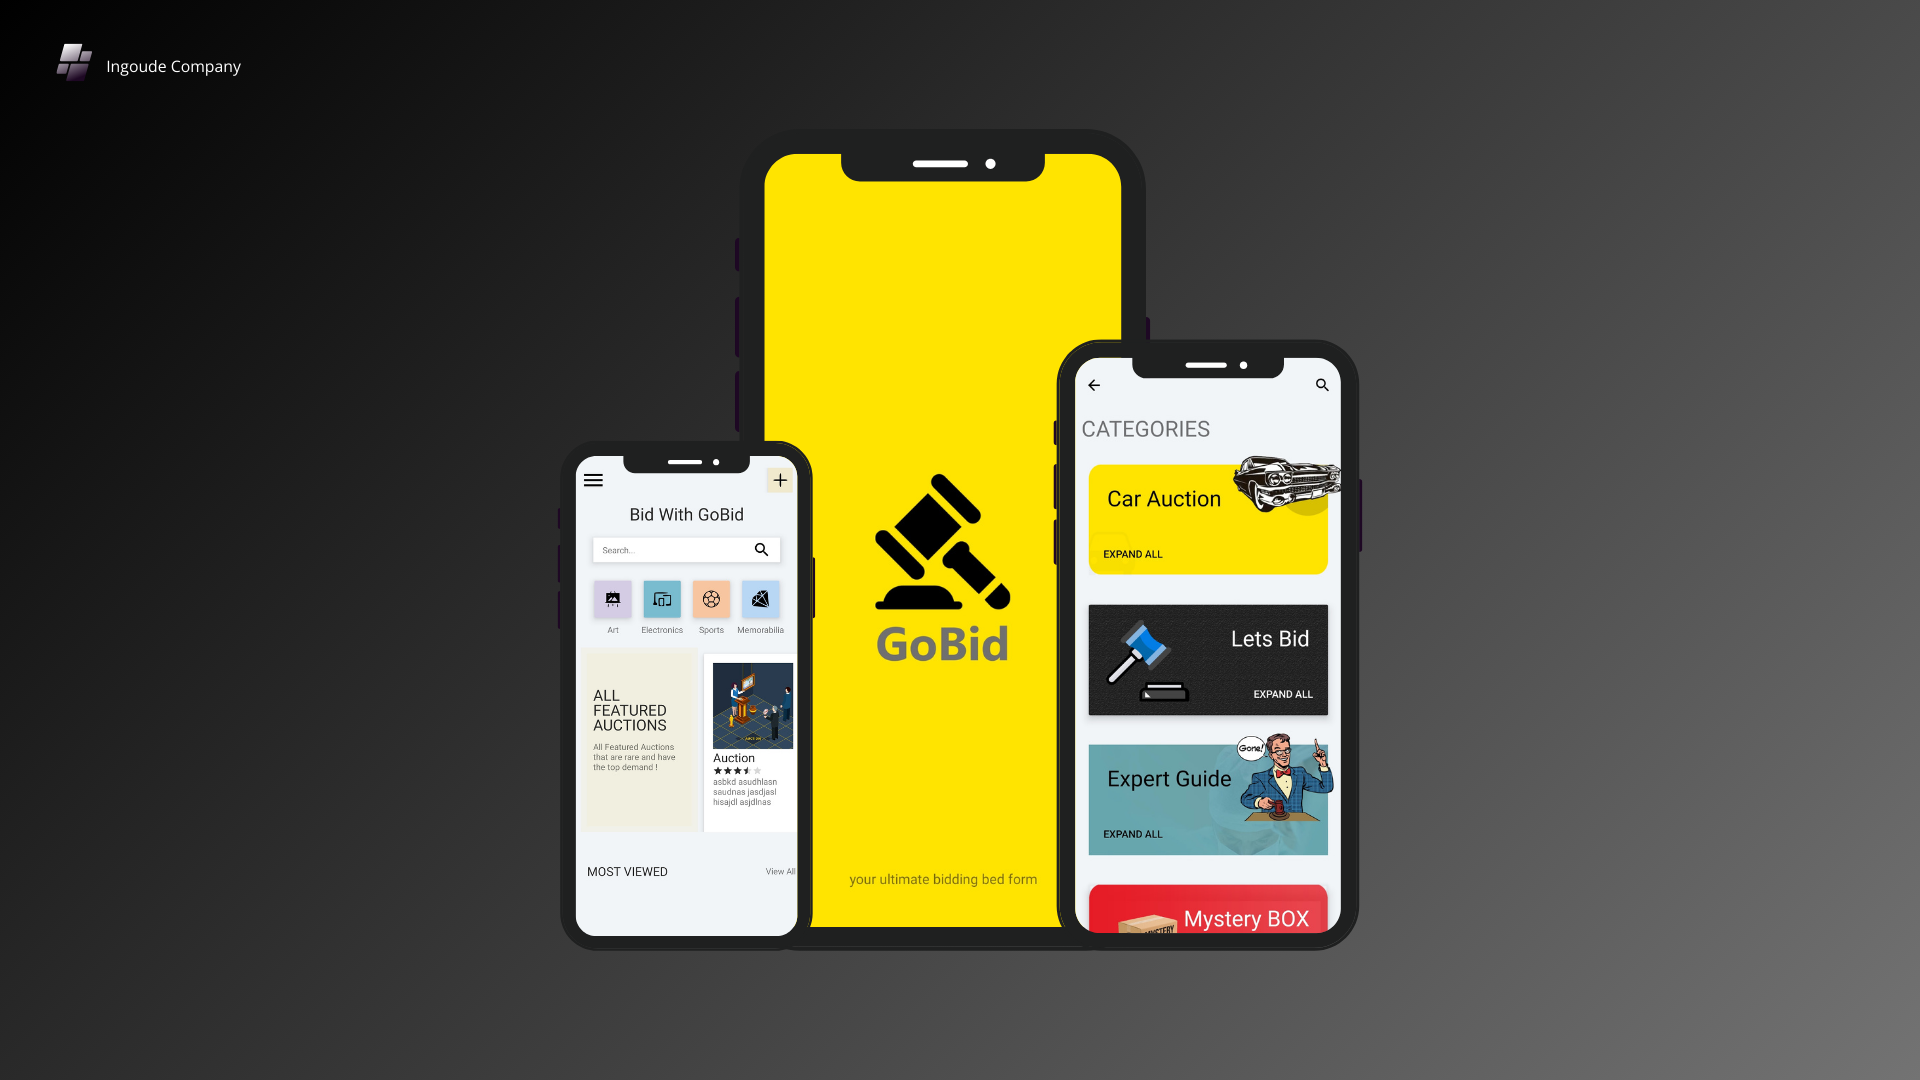 Ingoude Company
Bid With GoBid
Search...
Art
Electronics
Sports
Memorabilia
ALL
FEATURED
AUCTIONS
All Featured Auctions
that are rare and have
the top demand !
Auction
asbkd asudhlasn
saudnas jasdjasl
hisajdl asjdlnas
MOST VIEWED
View All
GoBid
your ultimate bidding bed form
CATEGORIES
Car Auction
EXPAND ALL
Lets Bid
EXPAND ALL
Gone!
Expert Guide
EXPAND ALL
Mystery BOX
MYSTERY